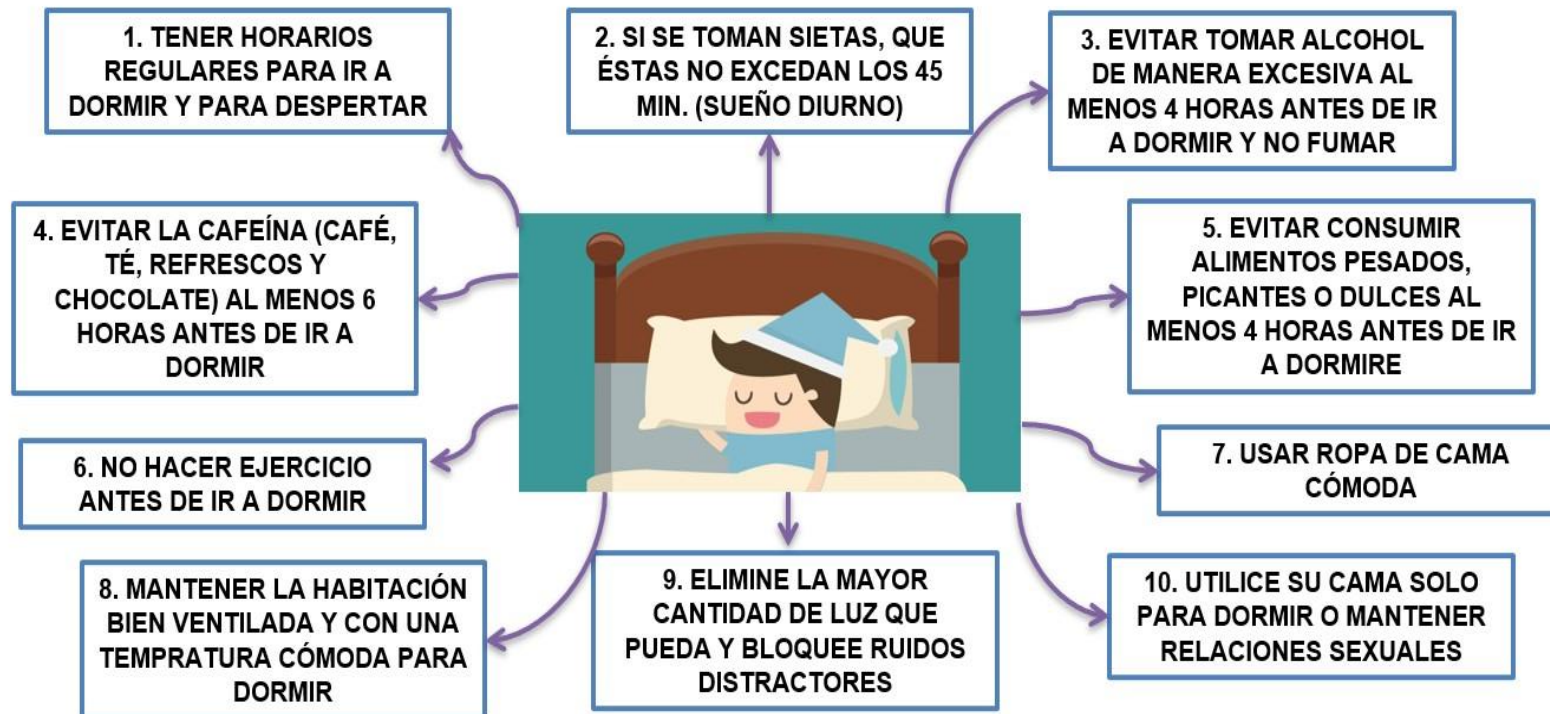 1. TENER HORARIOS
REGULARES PARA IR A
DORMIR Y PARA DESPERTAR
2. SI SE TOMAN SIETAS, QUE
ÉSTAS NO EXCEDAN LOS 45
MIN. (SUEÑO DIURNO)
3. EVITAR TOMAR ALCOHOL
DE MANERA EXCESIVA AL
MENOS 4 HORAS ANTES DE IR
A DORMIR Y NO FUMAR
4. EVITAR LA CAFEÍNA (CAFÉ,
TÉ, REFRESCOS Y
CHOCOLATE) AL MENOS 6
HORAS ANTES DE IR A
DORMIR
5. EVITAR CONSUMIR
ALIMENTOS PESADOS,
PICANTES O DULCES AL
MENOS 4 HORAS ANTES DE IR
A DORMIRE
6. NO HACER EJERCICIO
ANTES DE IR A DORMIR
7. USAR ROPA DE CAMA
CÓMODA
8. MANTENER LA HABITACIÓN
BIEN VENTILADA Y CON UNA
TEMPRATURA CÓMODA PARA
DORMIR
9. ELIMINE LA MAYOR
CANTIDAD DE LUZ QUE
PUEDA Y BLOQUEE RUIDOS
DISTRACTORES
10. UTILICE SU CAMA SOLO
PARA DORMIR O MANTENER
RELACIONES SEXUALES